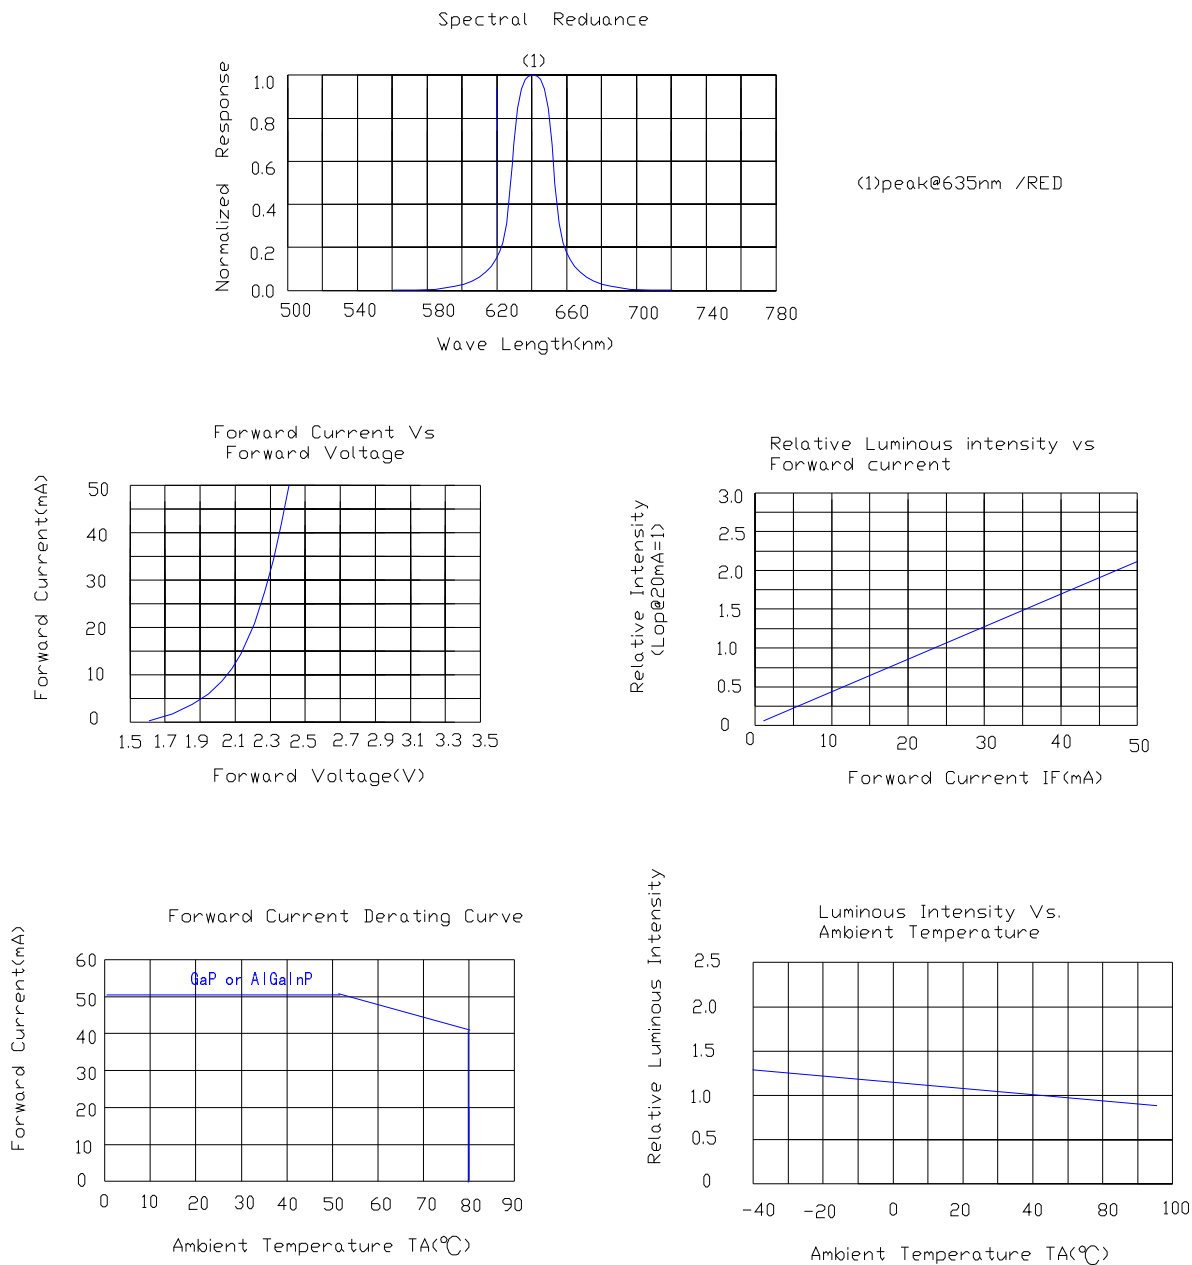 Spectral Reduance
(1)
Normalized Response
1.0
0.8
0.6
0.4
0.2
0.0
500 540 580 620 660 700 740 780
Wave Length(nm)
(1)peak@635nm /RED
Forward Current Vs
Forward Voltage
Forward Current(mA)
50
40
30
20
10
0
1.5 1.7 1.9 2.1 2.3 2.5 2.7 2.9 3.1 3.3 3.5
Forward Voltage(V)
Relative Luminous intensity vs
Forward current
Relative Intensity
(Lop@20mA=1)
3.0
2.5
2.0
1.5
1.0
0.5
0
0 10 20 30 40 50
Forward Current IF(mA)
Forward Current Derating Curve
Forward Current(mA)
60
50
40
30
20
10
0
GaP or AlGaInP
0 10 20 30 40 50 60 70 80 90
Ambient Temperature TA(℃)
Luminous Intensity Vs.
Ambient Temperature
Relative Luminous Intensity
2.5
2.0
1.5
1.0
0.5
0
-40 -20 0 20 40 80 100
Ambient Temperature TA(℃)